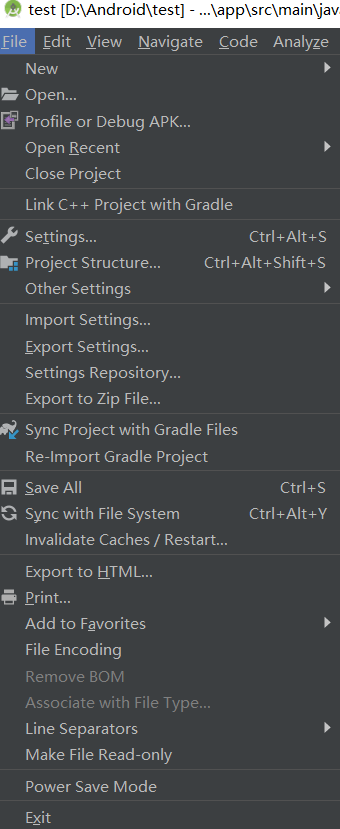 test [D:\Android\test] - ...\app\src\main\jav
File Edit View Navigate Code Analyze
New
Open...
Profile or Debug APK...
Open Recent
Close Project
Link C++ Project with Gradle
Settings... Ctrl+Alt+S
Project Structure... Ctrl+Alt+Shift+S
Other Settings
Import Settings...
Export Settings...
Settings Repository...
Export to Zip File...
Sync Project with Gradle Files
Re-Import Gradle Project
Save All Ctrl+S
Sync with File System Ctrl+Alt+Y
Invalidate Caches / Restart...
Export to HTML...
Print...
Add to Favorites
File Encoding
Remove BOM
Associate with File Type...
Line Separators
Make File Read-only
Power Save Mode
Exit